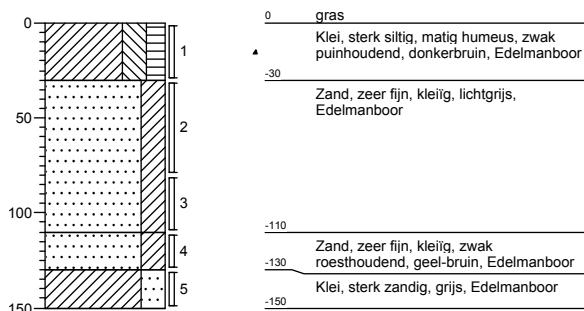 0
50
100
150
1
2
3
4
5
0
gras
Klei, sterk siltig, matig humeus, zwak
puinhoudend, donkerbruin, Edelmanboor
-30
Zand, zeer fijn, kleiïg, lichtgrijs,
Edelmanboor
-110
Zand, zeer fijn, kleiïg, zwak
roesthoudend, geel-bruin, Edelmanboor
-130
Klei, sterk zandig, grijs, Edelmanboor
-150